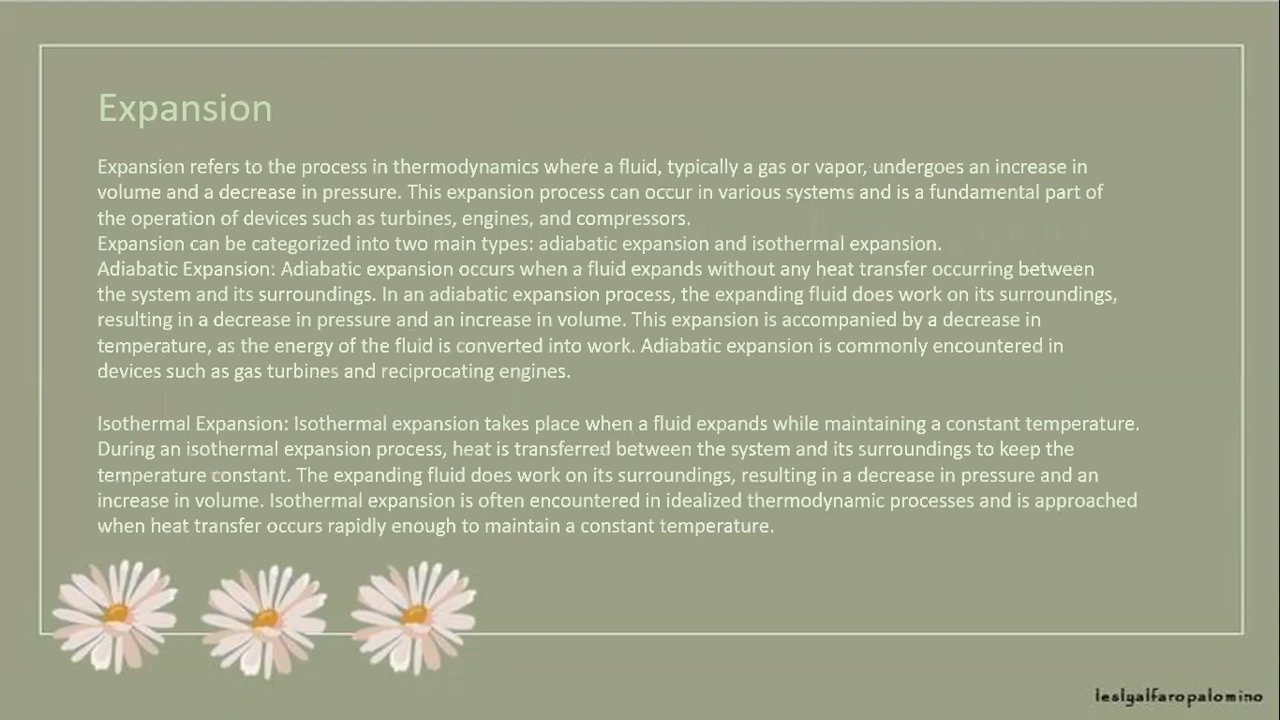 Expansion
Expansion refers to the process in thermodynamics where a fluid, typically a gas or vapor, undergoes an increase in
volume and a decrease in pressure. This expansion process can occur in various systems and is a fundamental part of
the operation of devices such as turbines, engines, and compressors.
Expansion can be categorized into two main types: adiabatic expansion and isothermal expansion.
Adiabatic Expansion: Adiabatic expansion occurs when a fluid expands without any heat transfer occurring between
the system and its surroundings. In an adiabatic expansion process, the expanding fluid does work on its surroundings,
resulting in a decrease in pressure and an increase in volume. This expansion is accompanied by a decrease in
temperature, as the energy of the fluid is converted into work. Adiabatic expansion is commonly encountered in
devices such as gas turbines and reciprocating engines.
Isothermal Expansion: Isothermal expansion takes place when a fluid expands while maintaining a constant temperature.
During an isothermal expansion process, heat is transferred between the system and its surroundings to keep the
temperature constant. The expanding fluid does work on its surroundings, resulting in a decrease in pressure and an
increase in volume. Isothermal expansion is often encountered in idealized thermodynamic processes and is approached
when heat transfer occurs rapidly enough to maintain a constant temperature.
leslyalfaropalomino